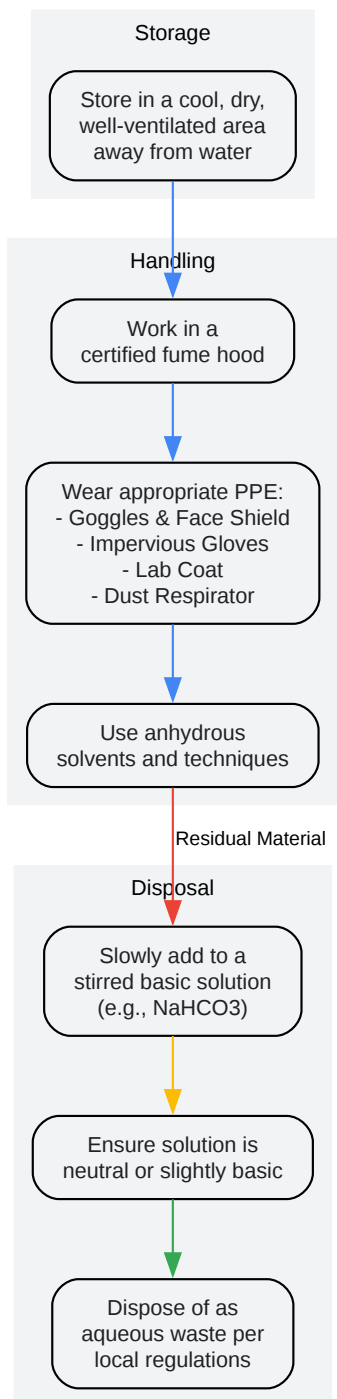 Storage
Store in a cool, dry,
well-ventilated area
away from water
Handling
Work in a
certified fume hood
Wear appropriate PPE:
- Goggles & Face Shield
- Impervious Gloves
- Lab Coat
- Dust Respirator
Use anhydrous
solvents and techniques
Residual Material
Disposal
Slowly add to a
stirred basic solution
(e.g., NaHCO3)
Ensure solution is
neutral or slightly basic
Dispose of as
aqueous waste per
local regulations